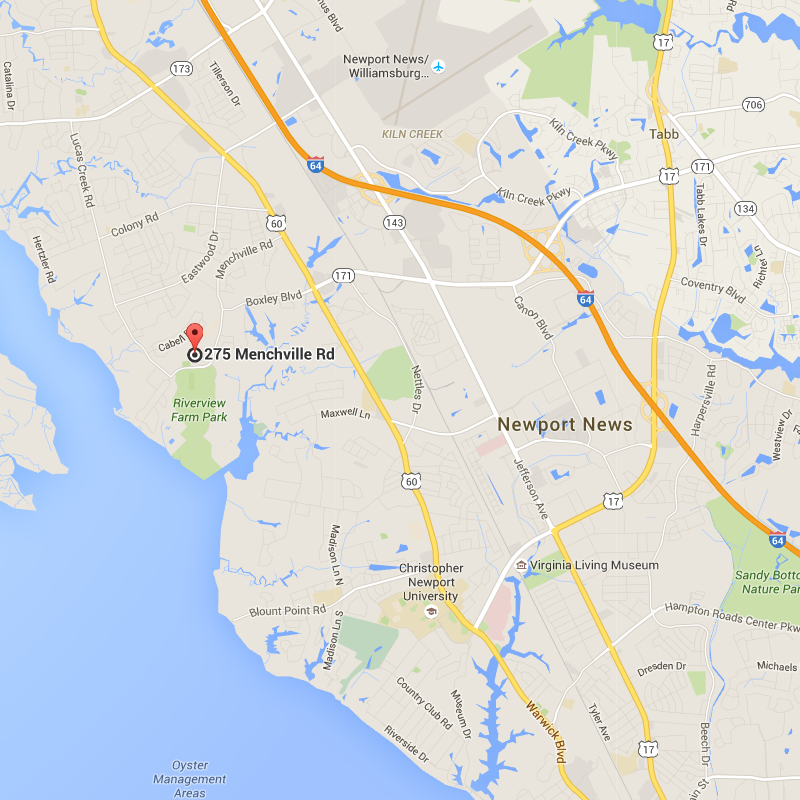 mus Blvd
17
Newport News/
Williamsburg...
173
Catalina Dr
Tillerson Dr
706
KILN CREEK
Kiln Creek Pkwy
Tabb
Lucas Creek Rd
64
171
17
Kiln Creek Pkwy
Tabb Lakes Dr
134
Colony Rd
60
143
Hertzler Rd
Eastwood Dr
Menchville Rd
Richter Ln
171
Coventry Blvd
Boxley Blvd
64
Canon Blvd
Cabell
275 Menchville Rd
Nettles Dr
Harpersville Rd
Riverview
Farm Park
Maxwell Ln
Newport News
Westview Dr
Jefferson Ave
60
17
64
Madison Ln N
Christopher
Newport
University
Virginia Living Museum
Sandy Botto
Nature Par
Blount Point Rd
Hampton Roads Center Pkw
Madison Ln S
Dresden Dr
Michaels
Country Club Rd
Museum Dr
Warwick Blvd
Tyler Ave
Riverside Dr
17
Beech Dr
Oyster
Management
Areas